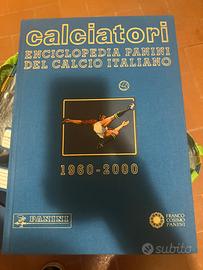 calciatori
ENCICLOPEDIA PANINI
DEL CALCIO ITALIANO
1960-2000
PANINI
FRANCO
COSIMO
PANINI
subito